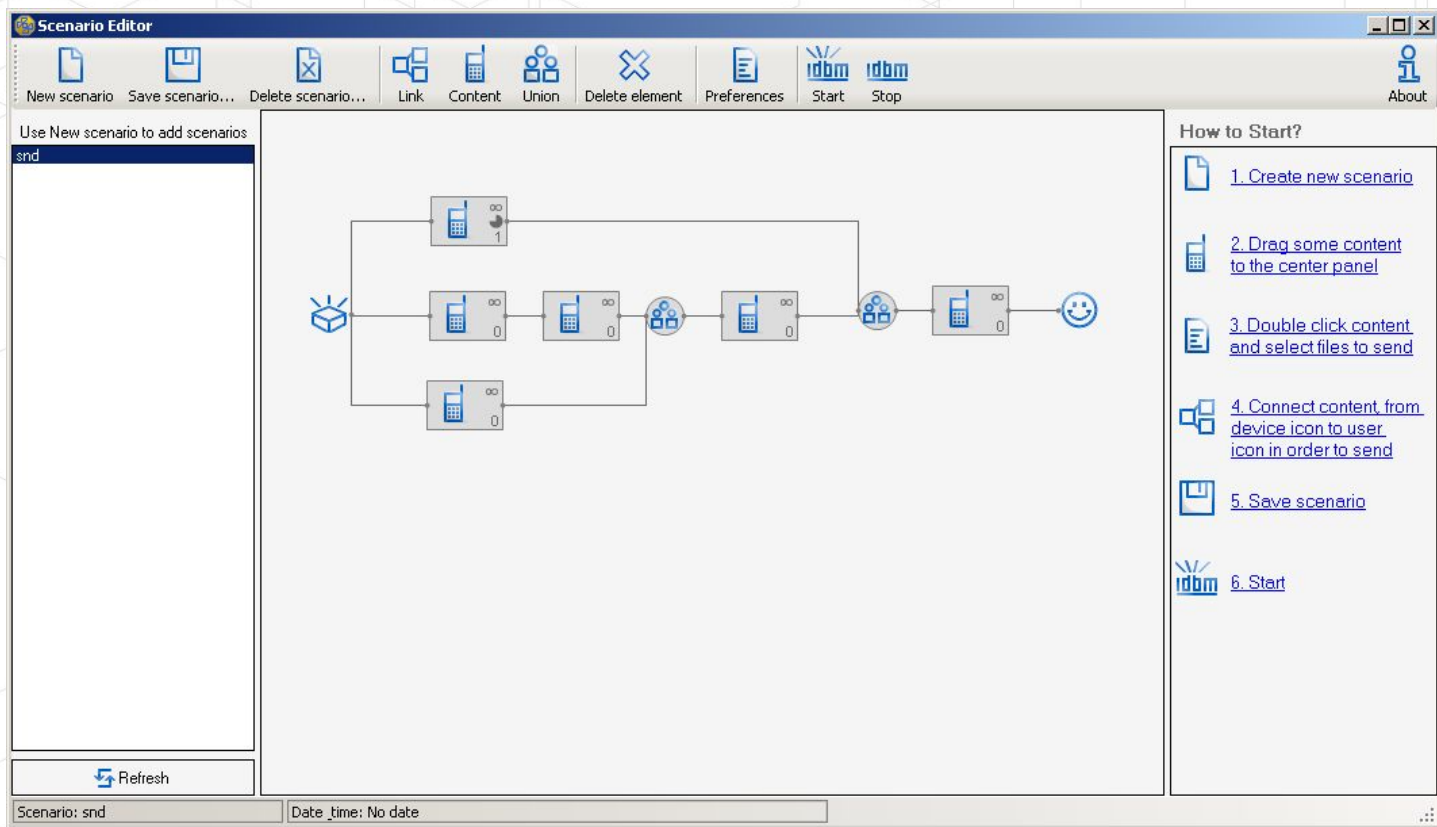 Scenario Editor
idbm idbm
New scenario Save scenario... Delete scenario... Link Content Union Delete element Preferences Start Stop About
Use New scenario to add scenarios
snd
∞
1
∞ ∞ ∞ ∞
0 0 0 0
∞
0
How to Start?
1. Create new scenario
2. Drag some content
to the center panel
3. Double click content
and select files to send
4. Connect content, from
device icon to user
icon in order to send
5. Save scenario
idbm 6. Start
Refresh
Scenario: snd Date_time: No date